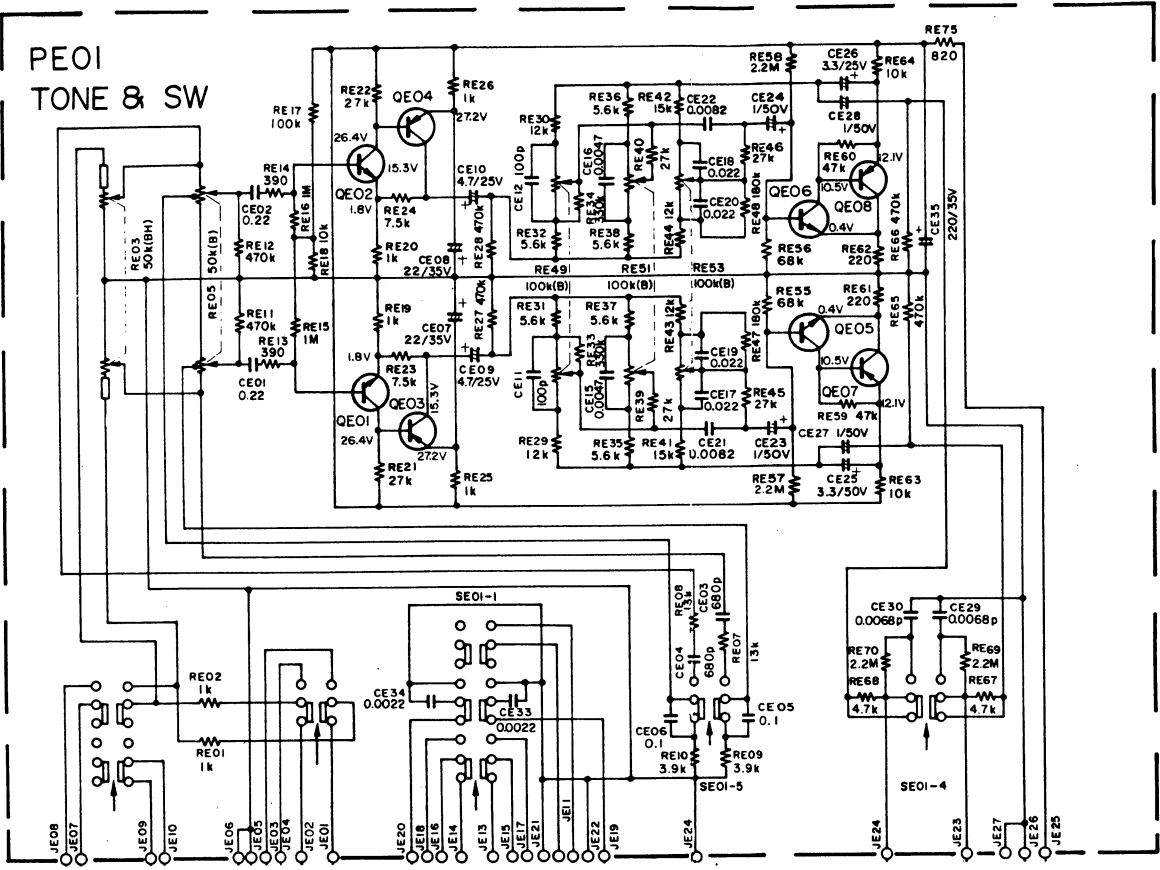 PE01
TONE & SW
RE75
820
RE58
2.2M
CE26
3.3/25V
RE64
10k
CE28
1/50V
RE22
27k
QE04
RE26
1k
27.2V
RE17
100k
26.4V
15.3V
QE02
1.8V
RE36
5.6k
RE42
15k
CE22
0.0082
CE24
1/50V
RE30
12k
CE10
4.7/25V
CE12 100p
CE16
0.0047
RE40
27k
CE18
0.022
RE46
27k
RE60
47k
12.1V
10.5V
QE06
QE08
0.4V
RE14
390
CE02
0.22
RE16 1M
RE18 10k
RE12
470k
RE24
7.5k
RE20
1k
CE08
22/35V
RE28 470k
RE34
330k
RE32
5.6k
RE38
5.6k
RE44 12k
CE20
0.022
RE48 180k
RE56
68k
RE62
220
RE66 470k
CE35
220/35V
RE03
50k(BH)
RE05 50k(B)
RE49
100k(B)
RE51
100k(B)
RE53
100k(B)
RE11
470k
RE13
390
CE01
0.22
RE15
1M
RE19
1k
CE07
22/35V
RE27 470k
RE31
5.6k
RE37
5.6k
RE43 12k
RE47 180k
RE55
68k
RE61
220
RE65
470k
0.4V
QE05
10.5V
QE07
12.1V
RE59 47k
1.8V
RE23
7.5k
CE09
4.7/25V
QE01
QE03
15.3V
26.4V
27.2V
CE11
100p
RE33
330k
CE15
0.0047
RE39
27k
CE19
0.022
CE17
0.022
RE45
27k
RE21
27k
RE25
1k
RE29
12k
RE35
5.6k
RE41
15k
CE21
0.0082
CE23
1/50V
CE27 1/50V
RE57
2.2M
CE25
3.3/50V
RE63
10k
SE01-1
RE08
13k
CE03
680p
CE04
680p
RE07
13k
CE30
0.0068p
CE29
0.0068p
RE70
2.2M
RE69
2.2M
RE68
4.7k
RE67
4.7k
RE02
1k
RE01
1k
CE34
0.0022
CE33
0.0022
CE06
0.1
CE05
0.1
RE10
3.9k
RE09
3.9k
SE01-5
SE01-4
JE08
JE07
JE09
JE10
JE06
JE05
JE03
JE04
JE02
JE01
JE20
JE18
JE16
JE14
JE13
JE15
JE17
JE21
JE11
JE22
JE19
JE24
JE24
JE23
JE27
JE26
JE25